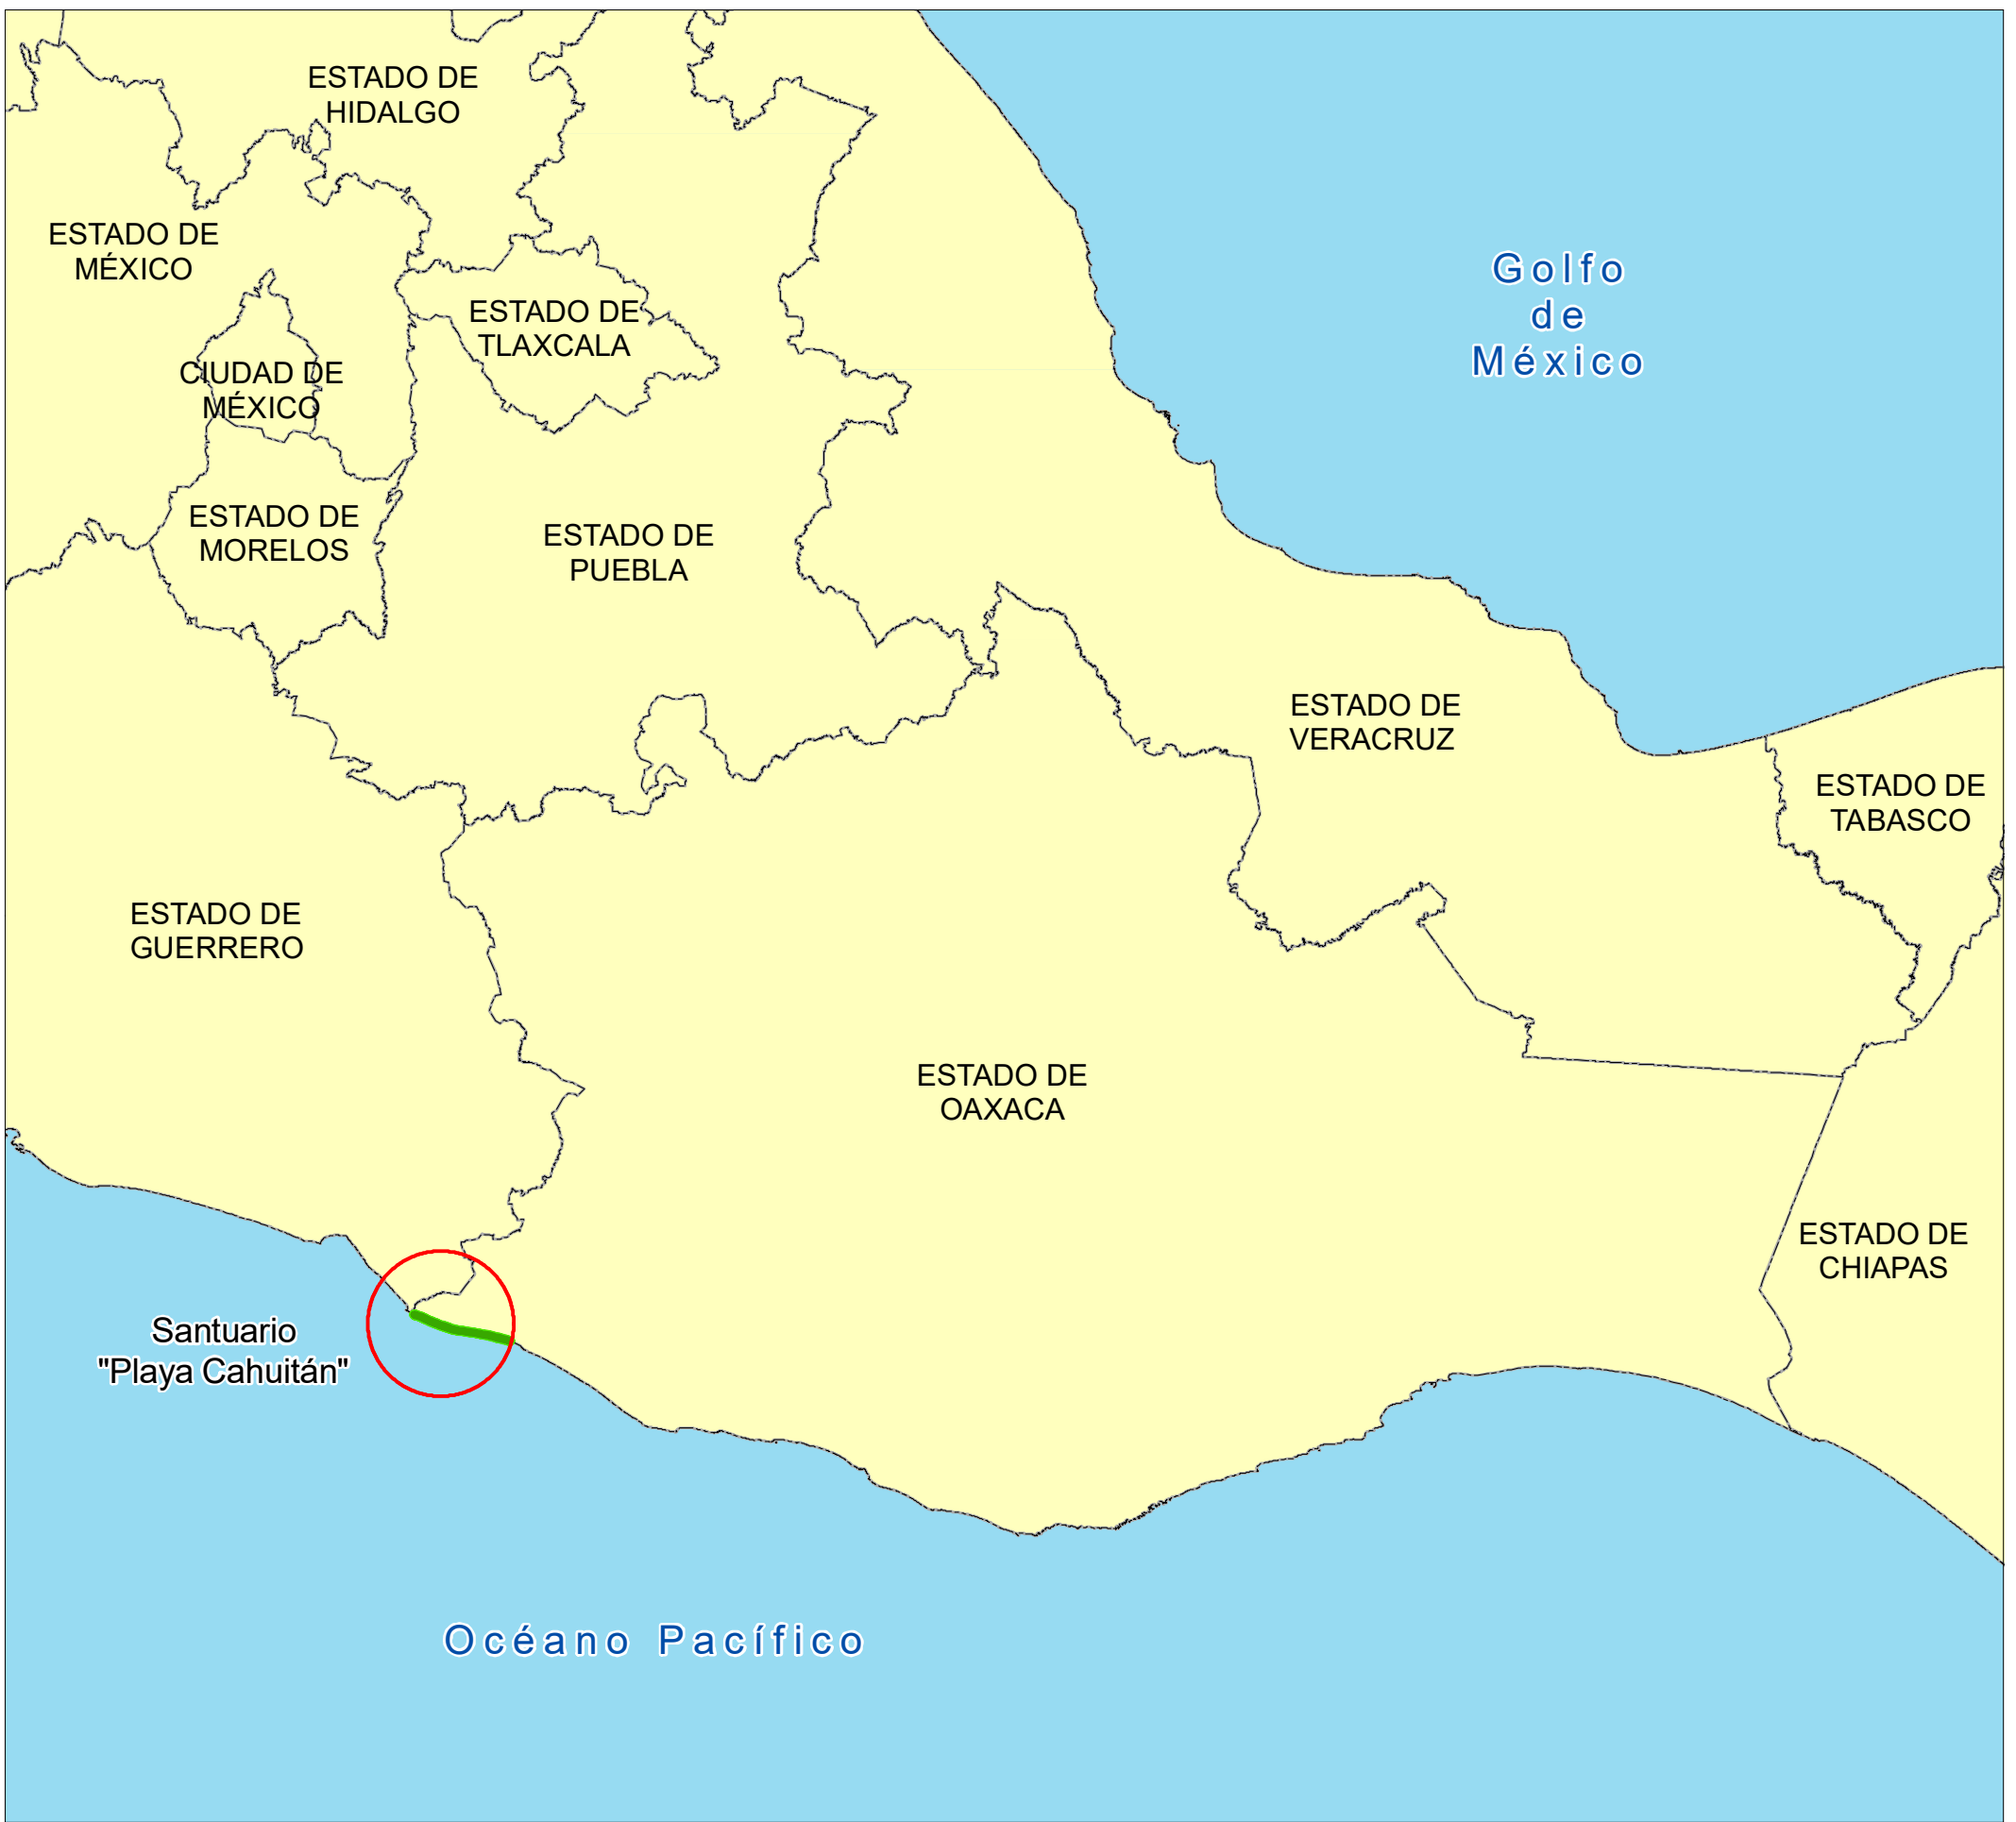 ESTADO DE
HIDALGO
ESTADO DE
MÉXICO
Golfo
de
México
ESTADO DE
TLAXCALA
CIUDAD DE
MÉXICO
ESTADO DE
MORELOS
ESTADO DE
PUEBLA
ESTADO DE
VERACRUZ
ESTADO DE
TABASCO
ESTADO DE
GUERRERO
ESTADO DE
OAXACA
ESTADO DE
CHIAPAS
Santuario
"Playa Cahuitán"
Océano Pacífico